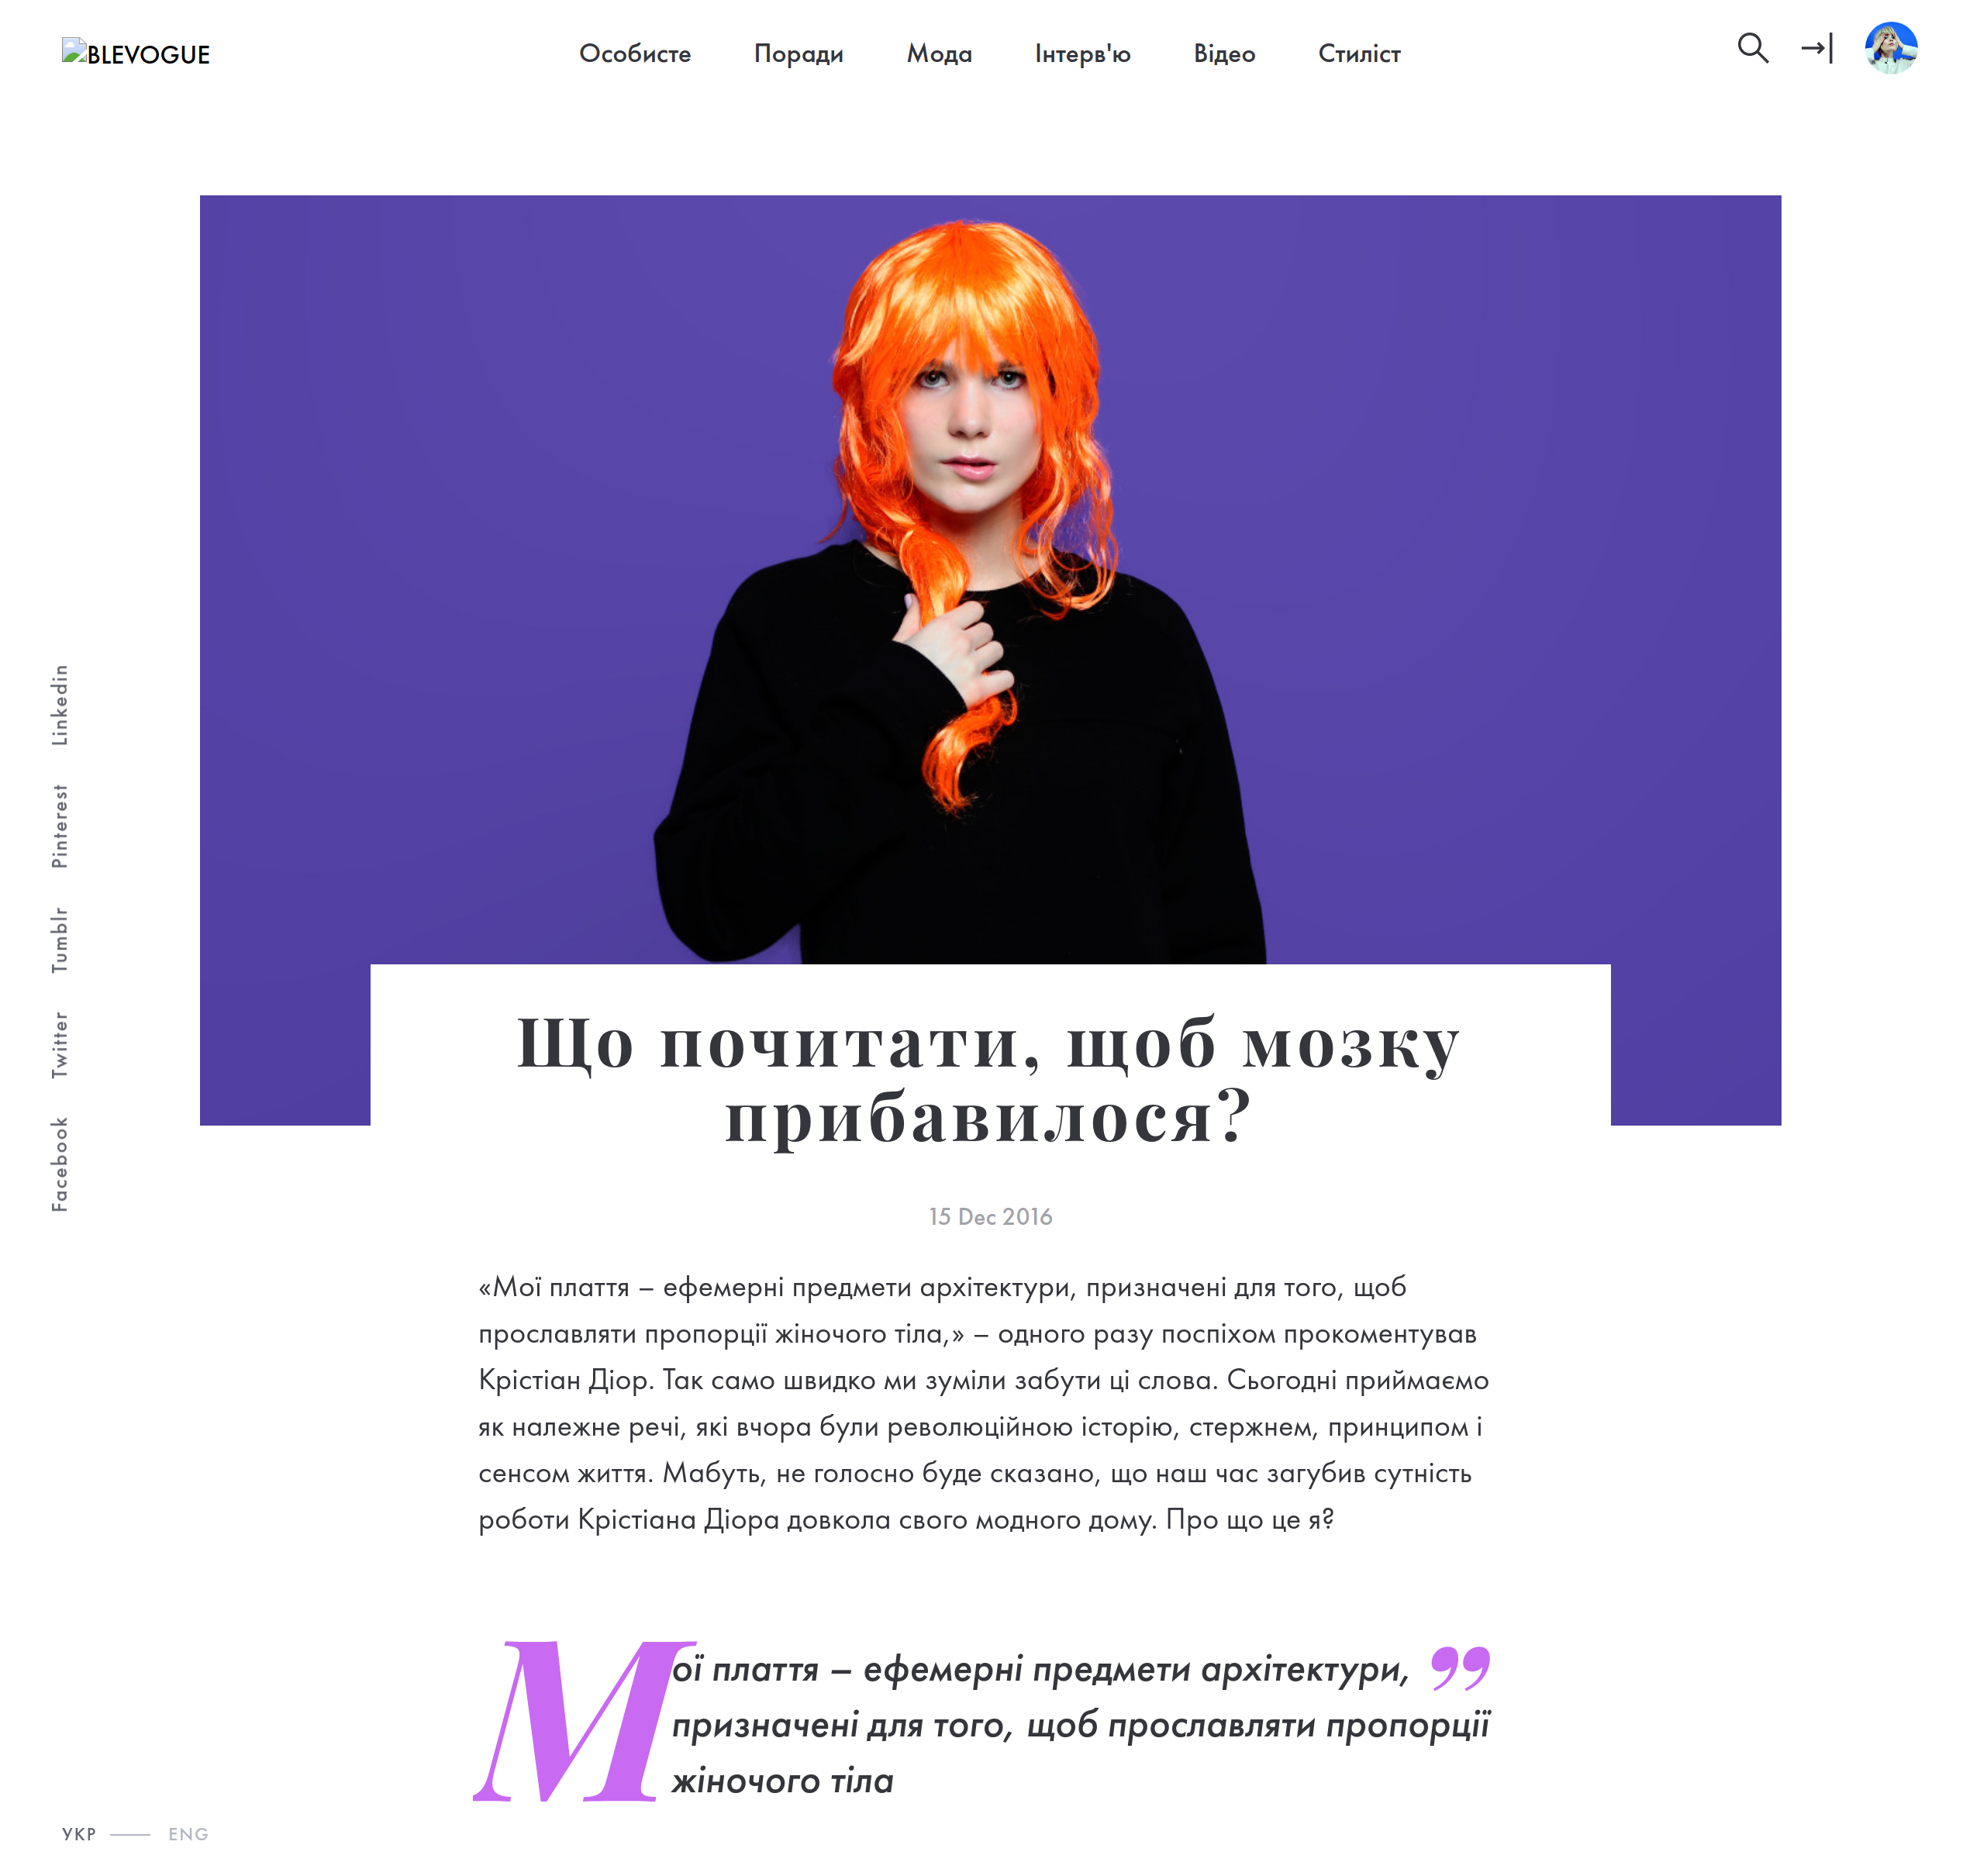 BLEVOGUE
Особисте
Поради
Мода
Інтерв'ю
Відео
Стиліст
Linkedin
Pinterest
Tumblr
Twitter
Facebook
Що почитати, щоб мозку
прибавилося?
15 Dec 2016
«Мої плаття – ефемерні предмети архітектури, призначені для того, щоб
прославляти пропорції жіночого тіла,» – одного разу поспіхом прокоментував
Крістіан Діор. Так само швидко ми зуміли забути ці слова. Сьогодні приймаємо
як належне речі, які вчора були революційною історію, стержнем, принципом і
сенсом життя. Мабуть, не голосно буде сказано, що наш час загубив сутність
роботи Крістіана Діора довкола свого модного дому. Про що це я?
Мої плаття – ефемерні предмети архітектури, ”
призначені для того, щоб прославляти пропорції
жіночого тіла
УКР ENG